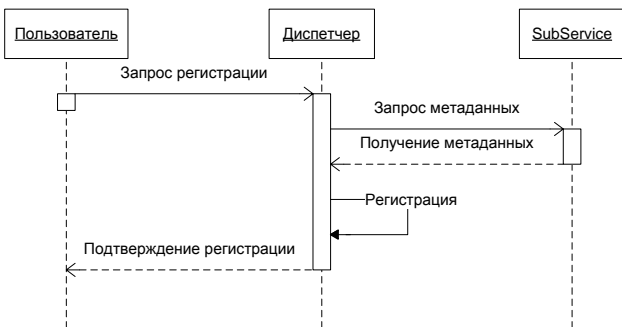 Пользователь
Диспетчер
SubService
Запрос регистрации
Запрос метаданных
Получение метаданных
Регистрация
Подтверждение регистрации